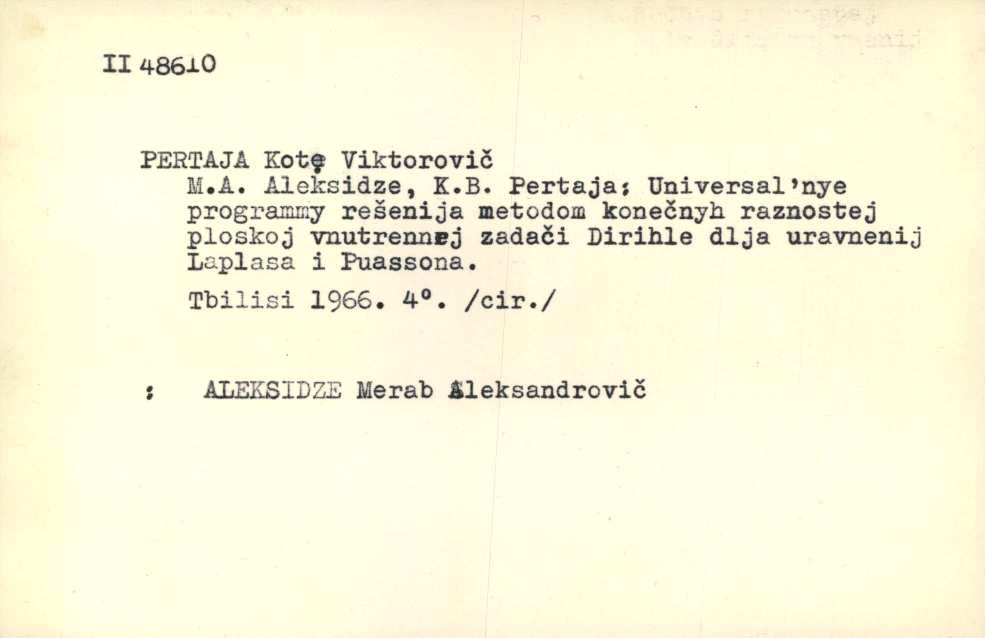 II 48610
PERTAJA Kote Viktorovič
M.A. Aleksidze, K.B. Pertaja; Universal'nye
programmy rešenija metodom konečnyh raznostej
ploskoj vnutrennej zadači Dirihle dlja uravnenij
Laplasa i Puassona.
Tbilisi 1966. 4°. /cir./
; ALEKSIDZE Merab Aleksandrovič